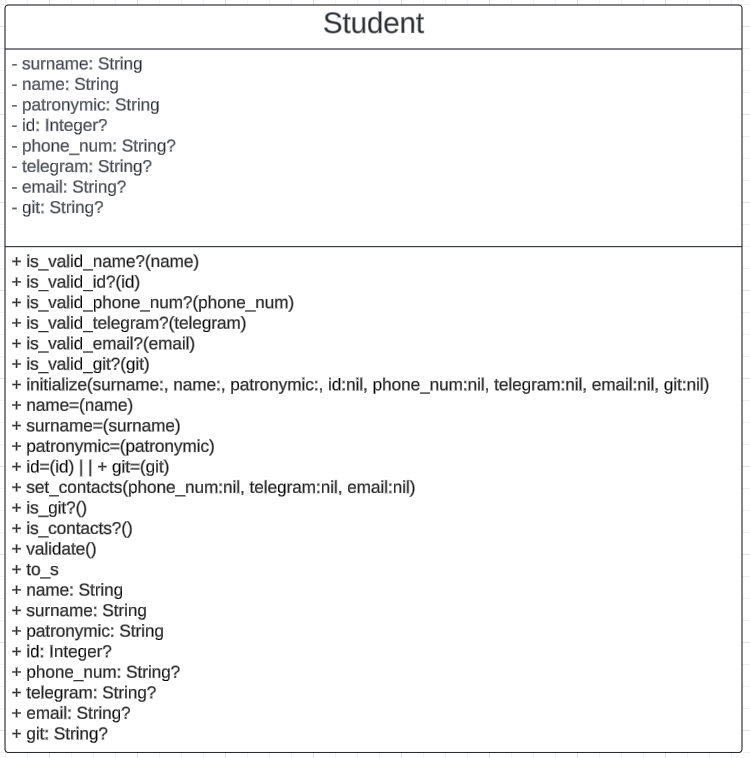 Student
- surname: String
- name: String
- patronymic: String
- id: Integer?
- phone_num: String?
- telegram: String?
- email: String?
- git: String?
+ is_valid_name?(name)
+ is_valid_id?(id)
+ is_valid_phone_num?(phone_num)
+ is_valid_telegram?(telegram)
+ is_valid_email?(email)
+ is_valid_git?(git)
+ initialize(surname:, name:, patronymic:, id:nil, phone_num:nil, telegram:nil, email:nil, git:nil)
+ name=(name)
+ surname=(surname)
+ patronymic=(patronymic)
+ id=(id) | | + git=(git)
+ set_contacts(phone_num:nil, telegram:nil, email:nil)
+ is_git?()
+ is_contacts?()
+ validate()
+ to_s
+ name: String
+ surname: String
+ patronymic: String
+ id: Integer?
+ phone_num: String?
+ telegram: String?
+ email: String?
+ git: String?